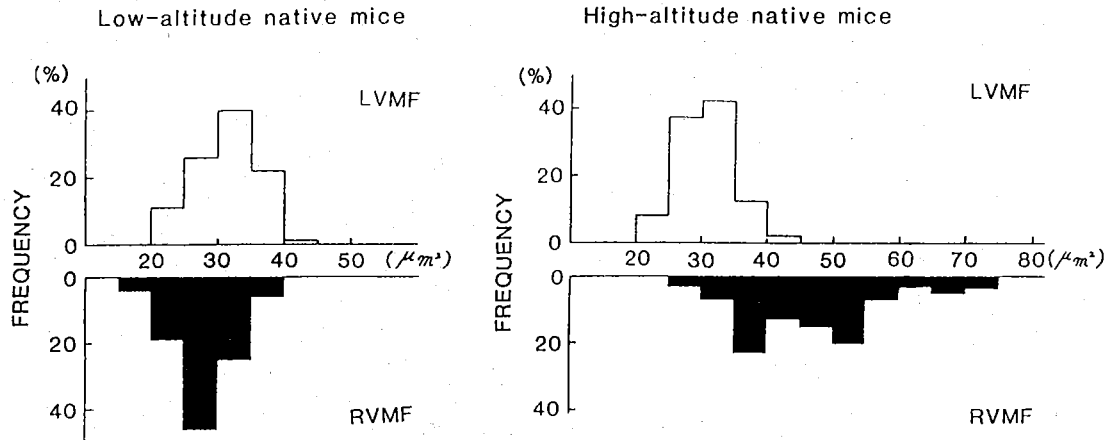 Low-altitude native mice
(%)
LVMF
40
20
0
20 30 40 50 (μm²)
0
20
40
RVMF
FREQUENCY
High-altitude native mice
(%)
LVMF
40
20
0
20 30 40 50 60 70 80 (μm²)
0
20
40
RVMF
FREQUENCY